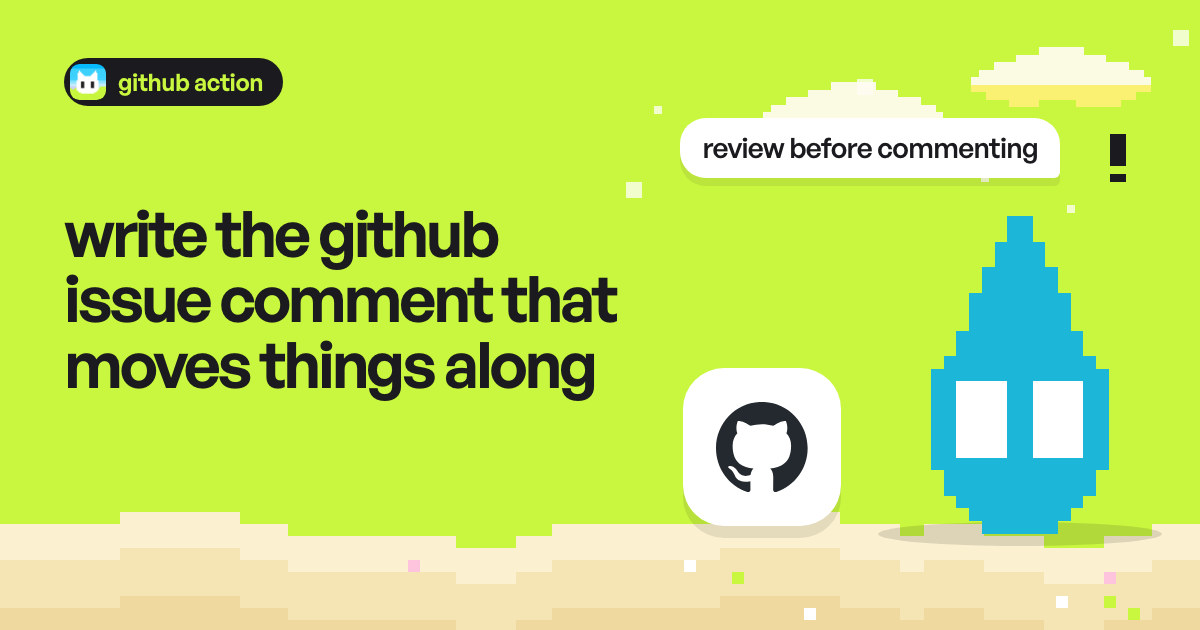 github action
review before commenting
!
write the github
issue comment that
moves things along